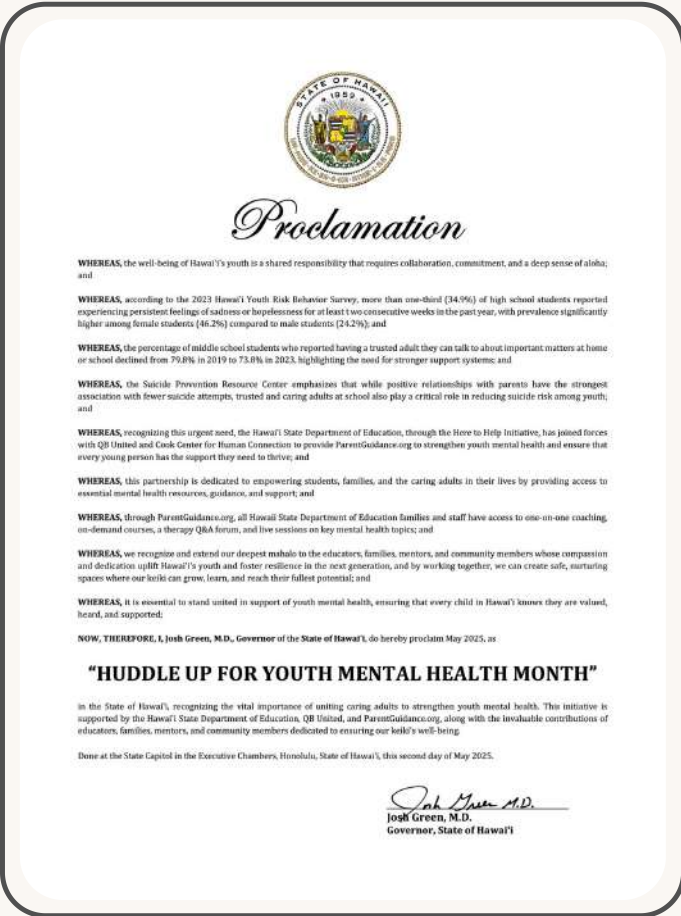 STATE OF HAWAII
1959
Proclamation
WHEREAS, the well-being of Hawai'i's youth is a shared responsibility that requires collaboration, commitment, and a deep sense of aloha;
and
WHEREAS, according to the 2023 Hawai'i Youth Risk Behavior Survey, more than one-third (34.9%) of high school students reported
experiencing persistent feelings of sadness or hopelessness for at least two consecutive weeks in the past year, with prevalence significantly
higher among female students (46.2%) compared to male students (24.2%); and
WHEREAS, the percentage of middle school students who reported having a trusted adult they can talk to about important matters at home
or school declined from 79.8% in 2019 to 73.8% in 2023, highlighting the need for stronger support systems; and
WHEREAS, the Suicide Prevention Resource Center emphasizes that while positive relationships with parents have the strongest
association with fewer suicide attempts, trusted and caring adults at school also play a critical role in reducing suicide risk among youth;
and
WHEREAS, recognizing this urgent need, the Hawai'i State Department of Education, through the Here to Help Initiative, has joined forces
with QB United and Cook Center for Human Connection to provide ParentGuidance.org to strengthen youth mental health and ensure that
every young person has the support they need to thrive; and
WHEREAS, this partnership is dedicated to empowering students, families, and the caring adults in their lives by providing access to
essential mental health resources, guidance, and support; and
WHEREAS, through ParentGuidance.org, all Hawaii State Department of Education families and staff have access to one-on-one coaching,
on-demand courses, a therapy Q&A forum, and live sessions on key mental health topics; and
WHEREAS, we recognize and extend our deepest mahalo to the educators, families, mentors, and community members whose compassion
and dedication uplift Hawai'i's youth and foster resilience in the next generation, and by working together, we can create safe, nurturing
spaces where our keiki can grow, learn, and reach their fullest potential; and
WHEREAS, it is essential to stand united in support of youth mental health, ensuring that every child in Hawai'i knows they are valued,
heard, and supported;
NOW, THEREFORE, I, Josh Green, M.D., Governor of the State of Hawai'i, do hereby proclaim May 2025, as
"HUDDLE UP FOR YOUTH MENTAL HEALTH MONTH"
in the State of Hawai'i, recognizing the vital importance of uniting caring adults to strengthen youth mental health. This initiative is
supported by the Hawai'i State Department of Education, QB United, and ParentGuidance.org, along with the invaluable contributions of
educators, families, mentors, and community members dedicated to ensuring our keiki's well-being.
Done at the State Capitol in the Executive Chambers, Honolulu, State of Hawai'i, this second day of May 2025.
Josh Green M.D.
Josh Green, M.D.
Governor, State of Hawai'i